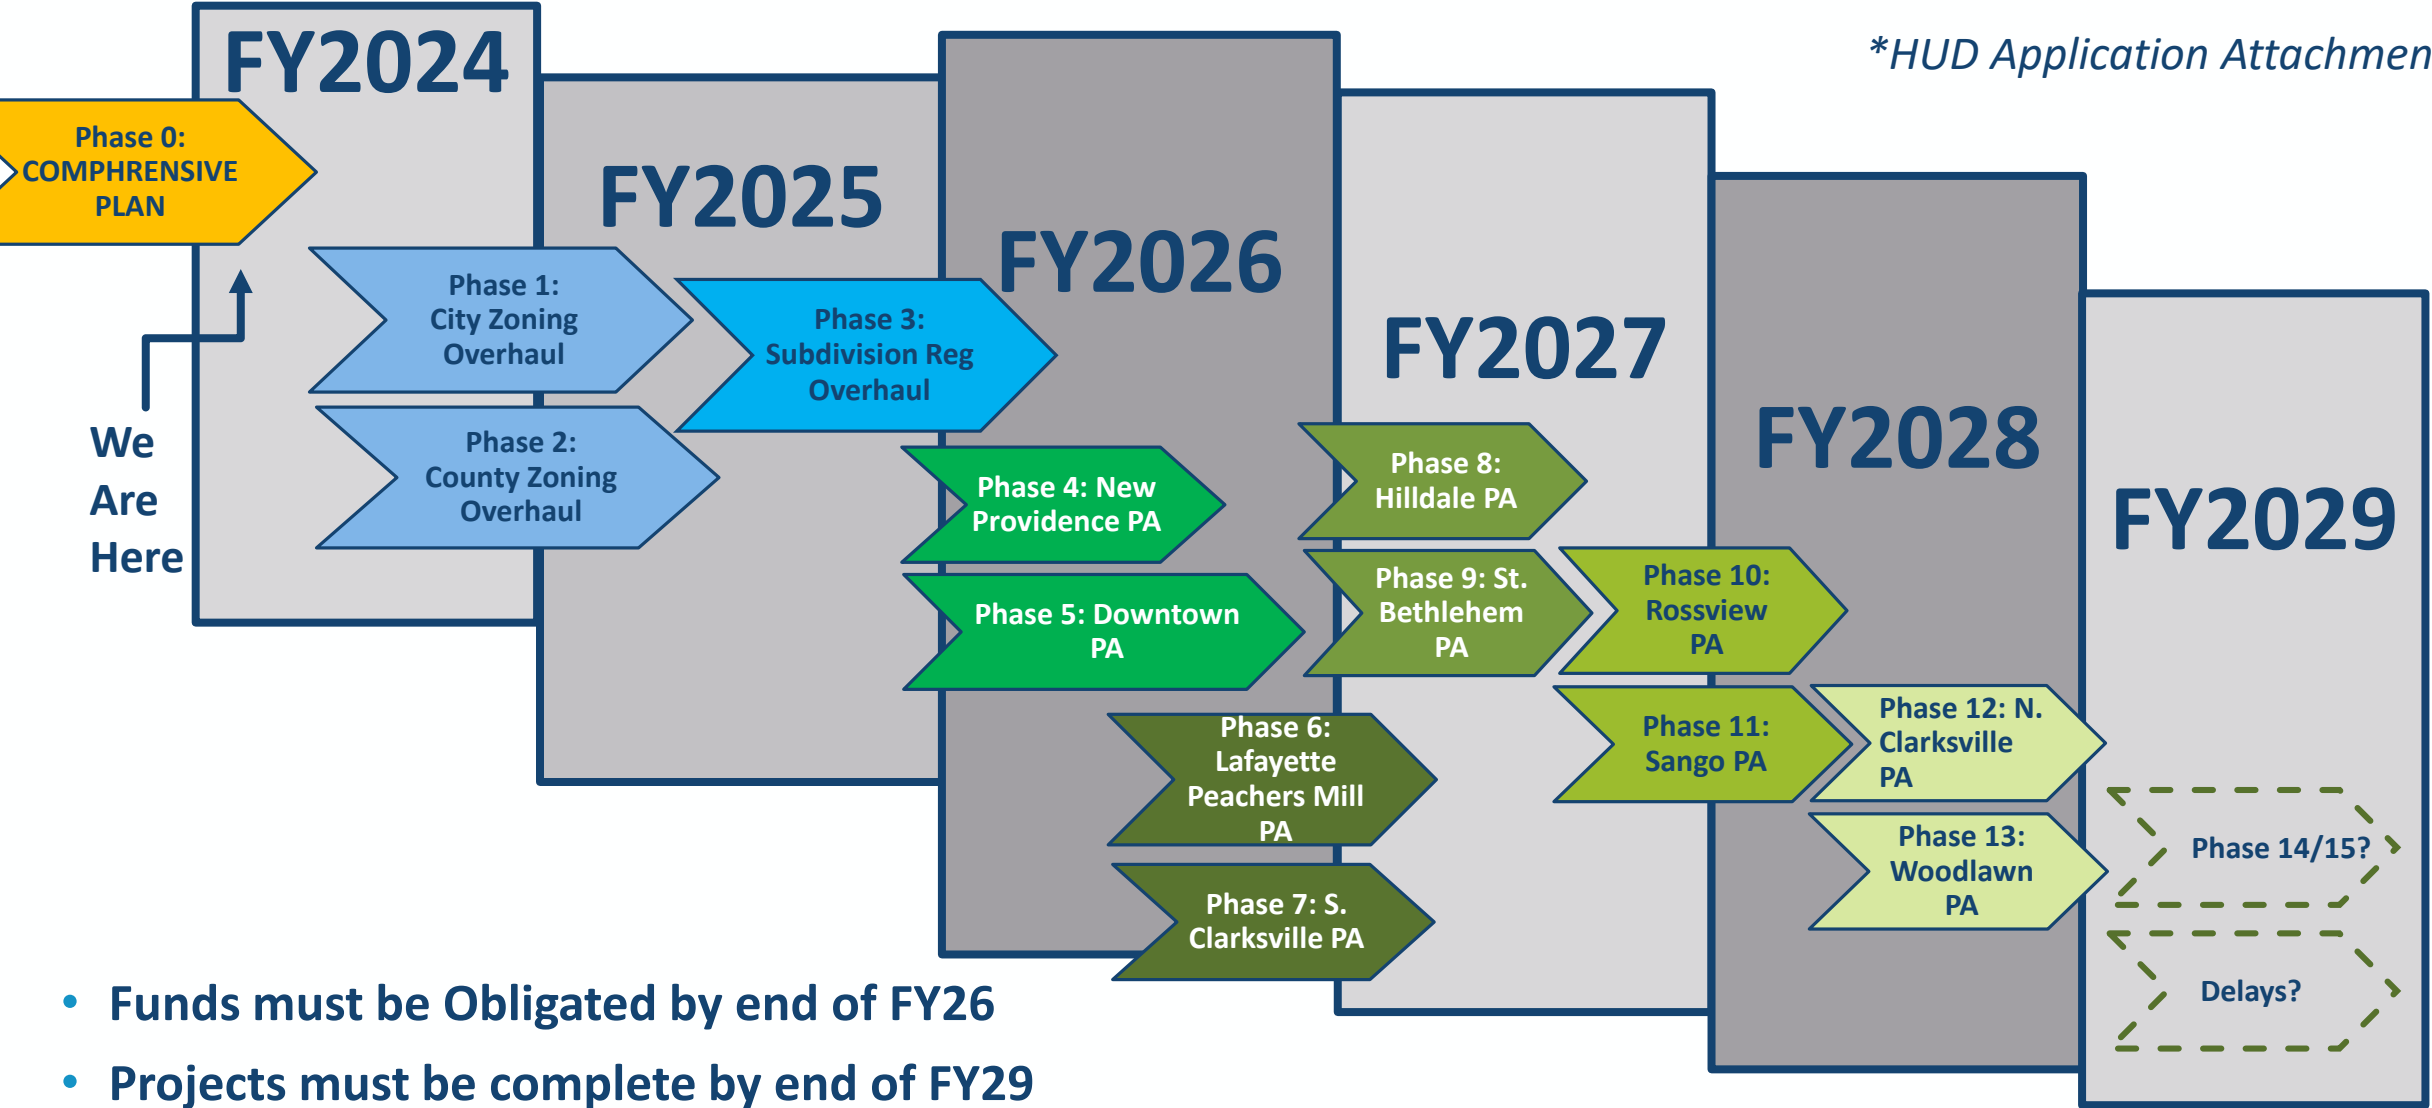 FY2024
*HUD Application Attachmen
Phase 0:
COMPHRENSIVE
PLAN
FY2025
FY2026
Phase 1:
City Zoning
Overhaul
Phase 3:
Subdivision Reg
Overhaul
FY2027
We
Are
Here
Phase 2:
County Zoning
Overhaul
FY2028
Phase 4: New
Providence PA
Phase 8:
Hilldale PA
FY2029
Phase 5: Downtown
PA
Phase 9: St.
Bethlehem
PA
Phase 10:
Rossview
PA
Phase 6:
Lafayette
Peachers Mill
PA
Phase 11:
Sango PA
Phase 12: N.
Clarksville
PA
Phase 7: S.
Clarksville PA
Phase 13:
Woodlawn
PA
Phase 14/15?
Delays?
• Funds must be Obligated by end of FY26
• Projects must be complete by end of FY29